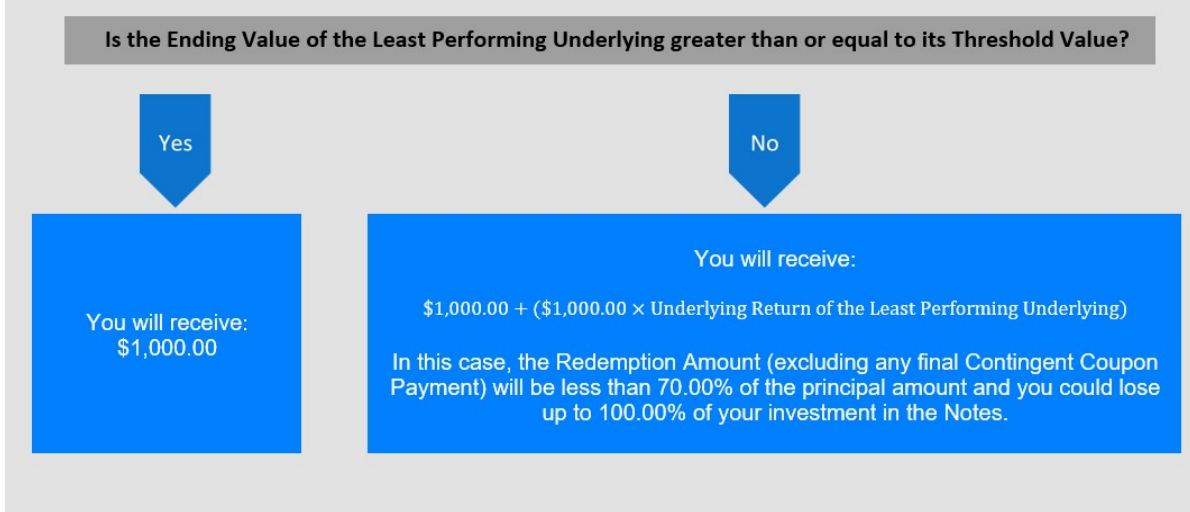 Is the Ending Value of the Least Performing Underlying greater than or equal to its Threshold Value?
Yes
No
You will receive:
$1,000.00
You will receive:
$1,000.00 + ($1,000.00 × Underlying Return of the Least Performing Underlying)
In this case, the Redemption Amount (excluding any final Contingent Coupon
Payment) will be less than 70.00% of the principal amount and you could lose
up to 100.00% of your investment in the Notes.